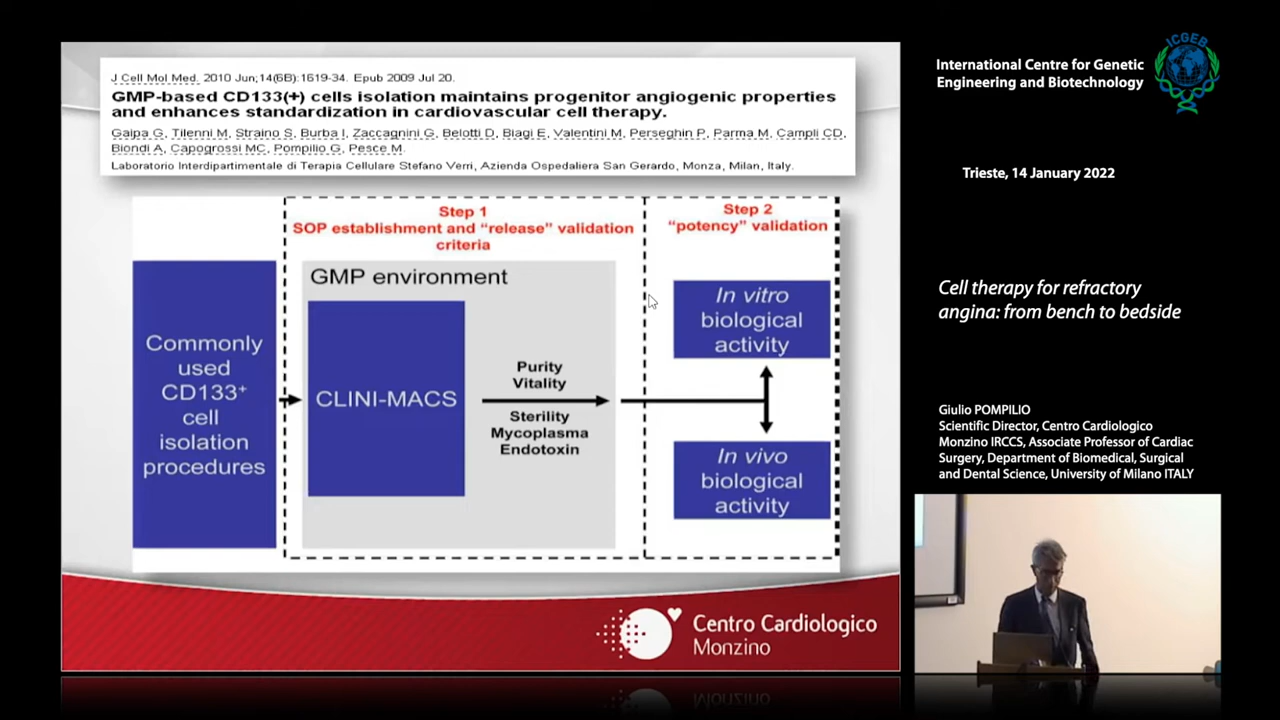 J Cell Mol Med. 2010 Jun;14(6B):1619-34. Epub 2009 Jul 20.
GMP-based CD133(+) cells isolation maintains progenitor angiogenic properties
and enhances standardization in cardiovascular cell therapy.
Gaipa G, Tilenni M, Straino S, Burba I, Zaccagnini G, Belotti D, Biagi E, Valentini M, Perseghin P, Parma M, Campli CD,
Biondi A, Capogrossi MC, Pompilio G, Pesce M.
Laboratorio Interdipartimentale di Terapia Cellulare Stefano Verri, Azienda Ospedaliera San Gerardo, Monza, Milan, Italy.
Step 1
SOP establishment and “release” validation
criteria
Step 2
“potency” validation
GMP environment
Commonly
used
CD133+
cell
isolation
procedures
CLINI-MACS
Purity
Vitality
Sterility
Mycoplasma
Endotoxin
In vitro
biological
activity
In vivo
biological
activity
Centro Cardiologico
Monzino
International Centre for Genetic
Engineering and Biotechnology
ICGEB
Trieste, 14 January 2022
Cell therapy for refractory
angina: from bench to bedside
Giulio POMPILIO
Scientific Director, Centro Cardiologico
Monzino IRCCS, Associate Professor of Cardiac
Surgery, Department of Biomedical, Surgical
and Dental Science, University of Milano ITALY